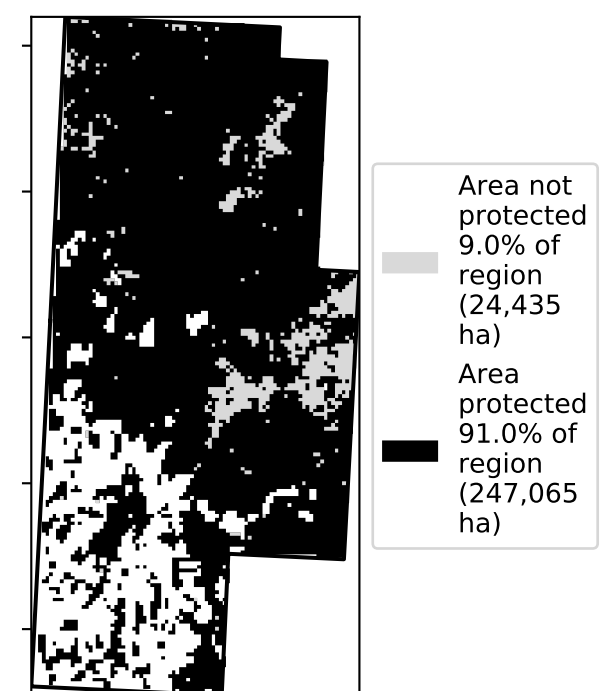 Area not
protected
9.0% of
region
(24,435
ha)
Area
protected
91.0% of
region
(247,065
ha)